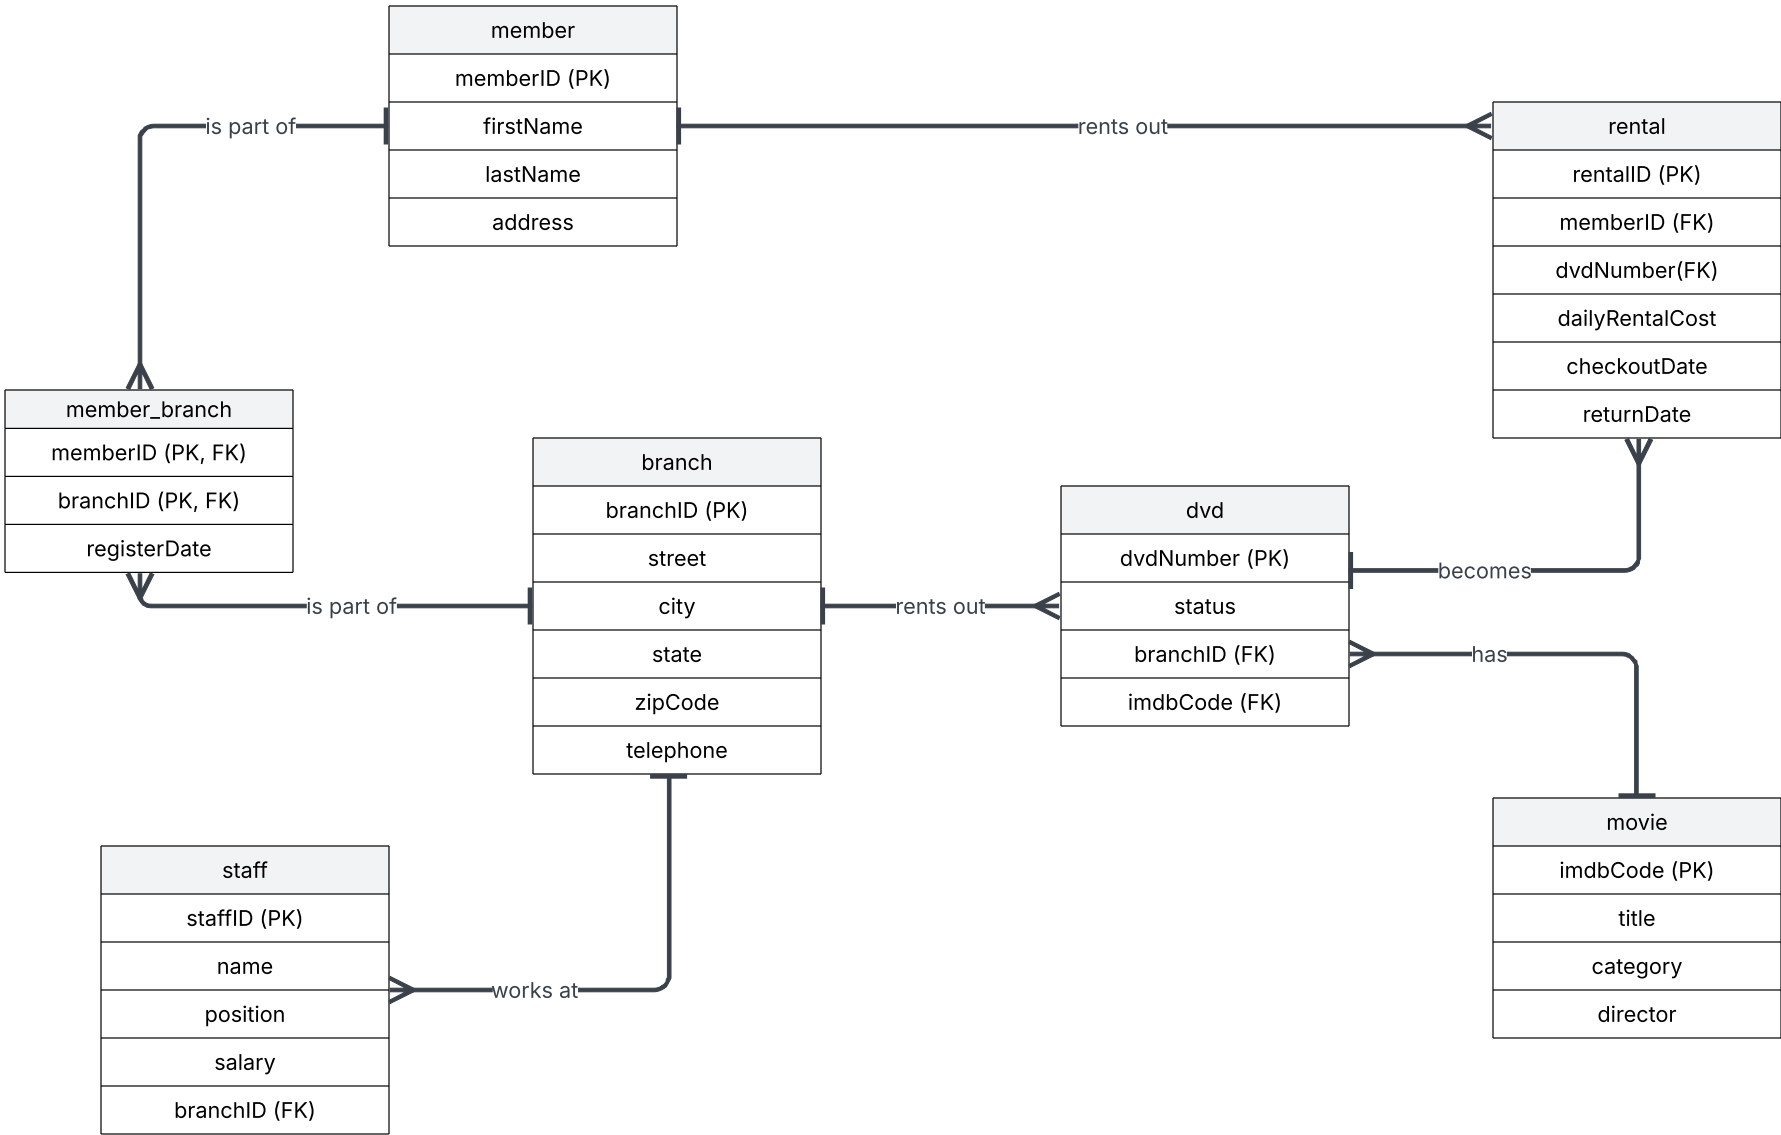 member
memberID (PK)
firstName
lastName
address
is part of
rents out
rental
rentalID (PK)
memberID (FK)
dvdNumber(FK)
dailyRentalCost
checkoutDate
returnDate
member_branch
memberID (PK, FK)
branchID (PK, FK)
registerDate
is part of
branch
branchID (PK)
street
city
state
zipCode
telephone
rents out
dvd
dvdNumber (PK)
status
branchID (FK)
imdbCode (FK)
becomes
has
movie
imdbCode (PK)
title
category
director
staff
staffID (PK)
name
position
salary
branchID (FK)
works at